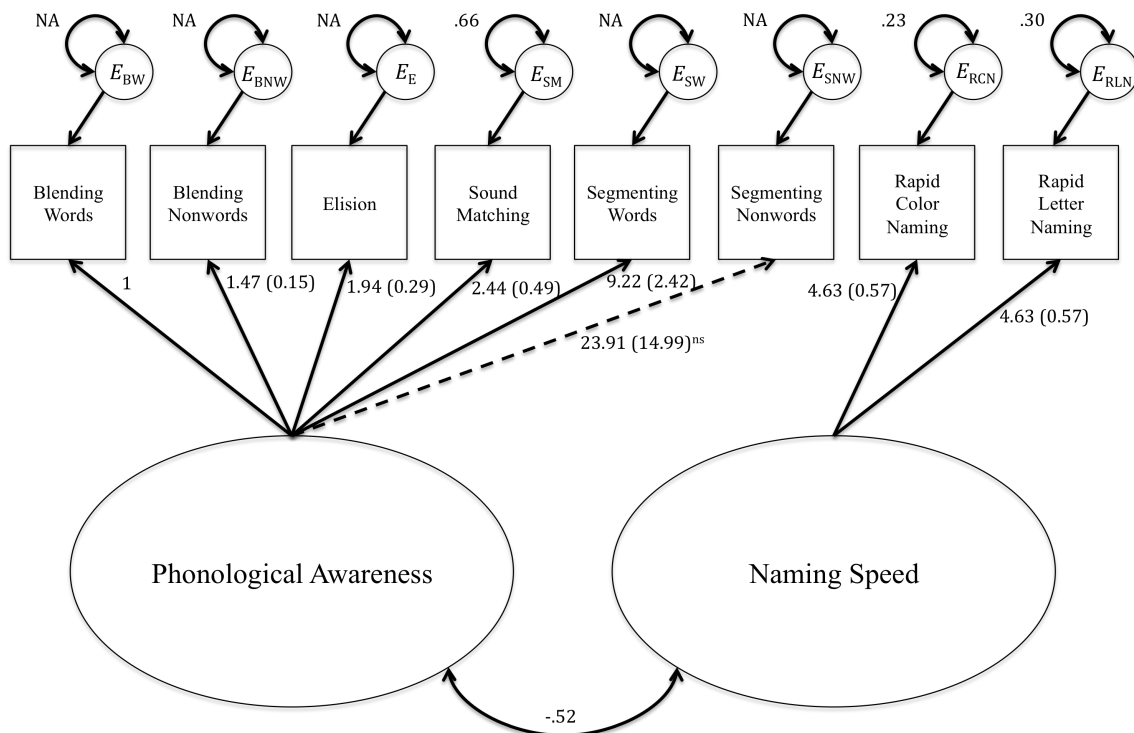 NA NA NA .66 NA NA .23 .30
E_BW E_BNW E_E E_SM E_SW E_SNW E_RCN E_RLN
Blending
Words
Blending
Nonwords
Elision
Sound
Matching
Segmenting
Words
Segmenting
Nonwords
Rapid
Color
Naming
Rapid
Letter
Naming
1
1.47 (0.15)
1.94 (0.29)
2.44 (0.49)
9.22 (2.42)
23.91 (14.99)ns
4.63 (0.57)
4.63 (0.57)
Phonological Awareness
Naming Speed
-.52